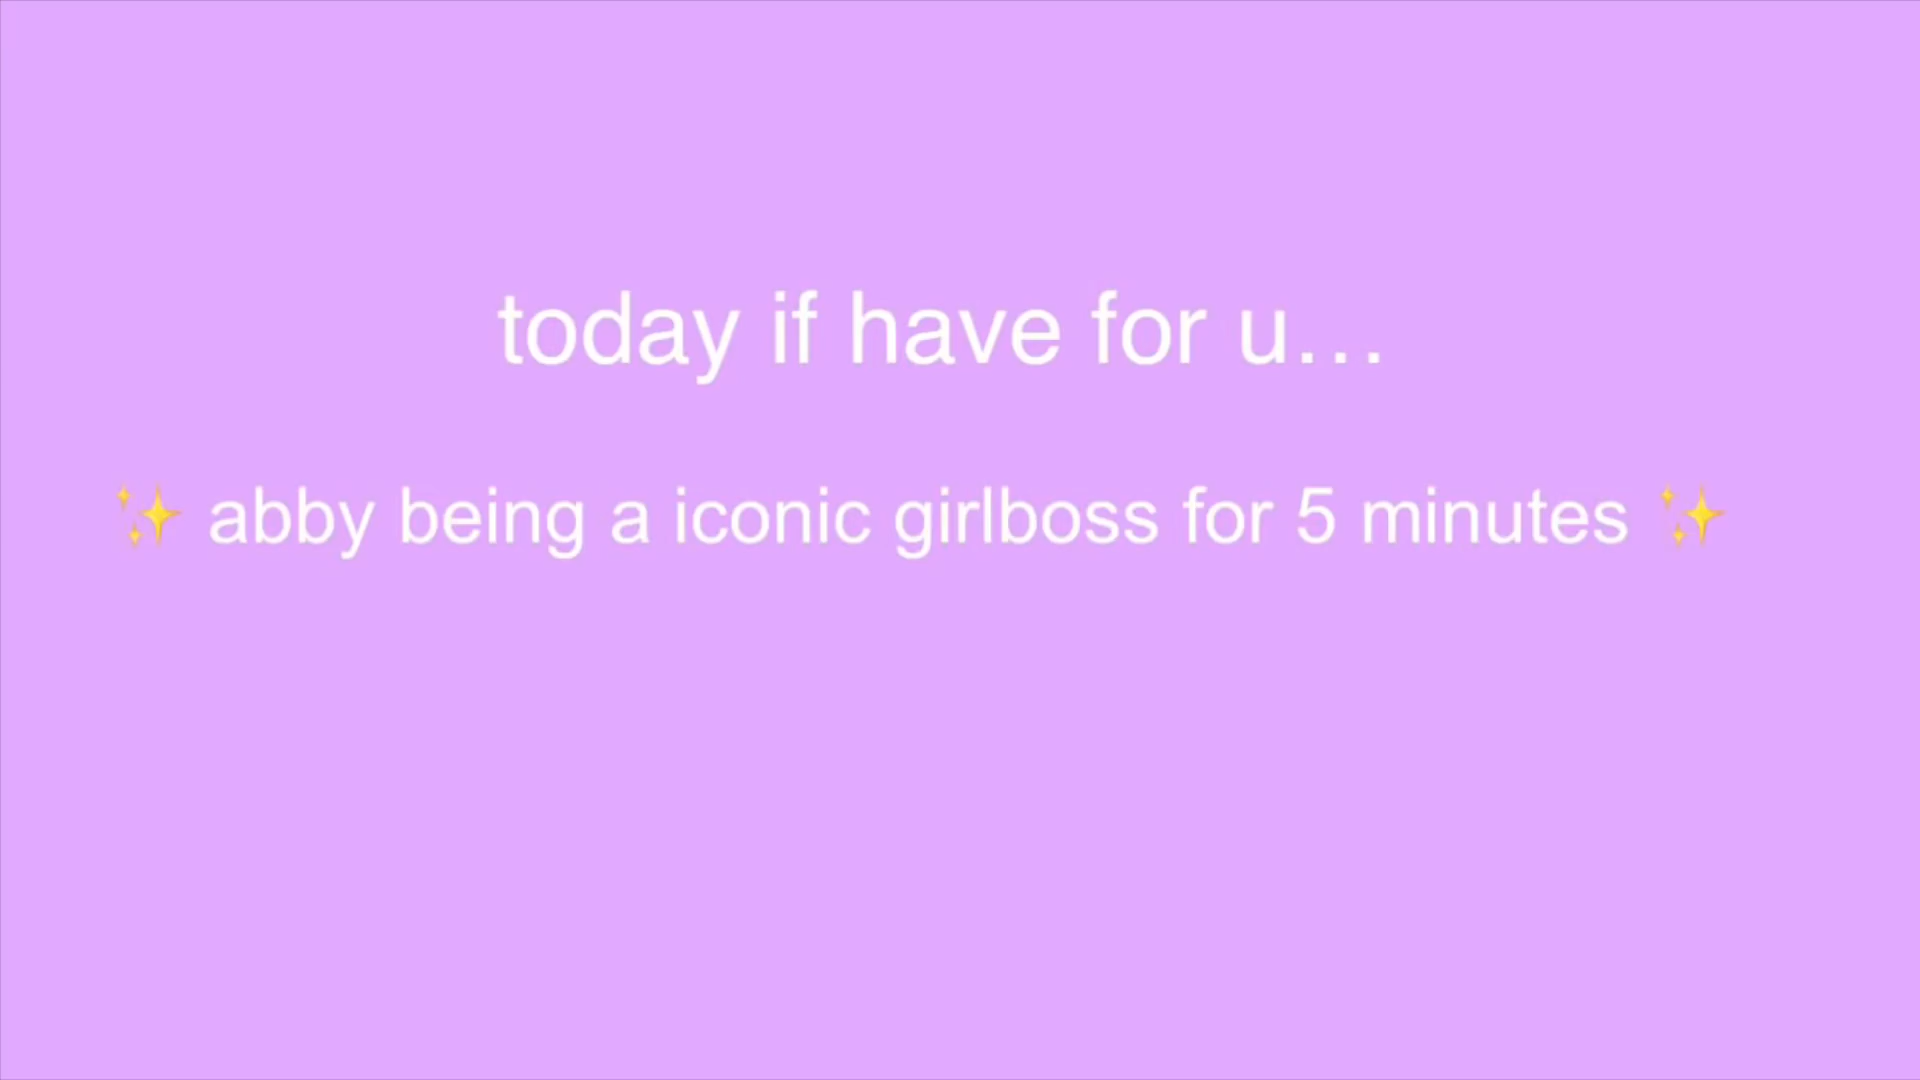 today if have for u...
✨ abby being a iconic girlboss for 5 minutes ✨